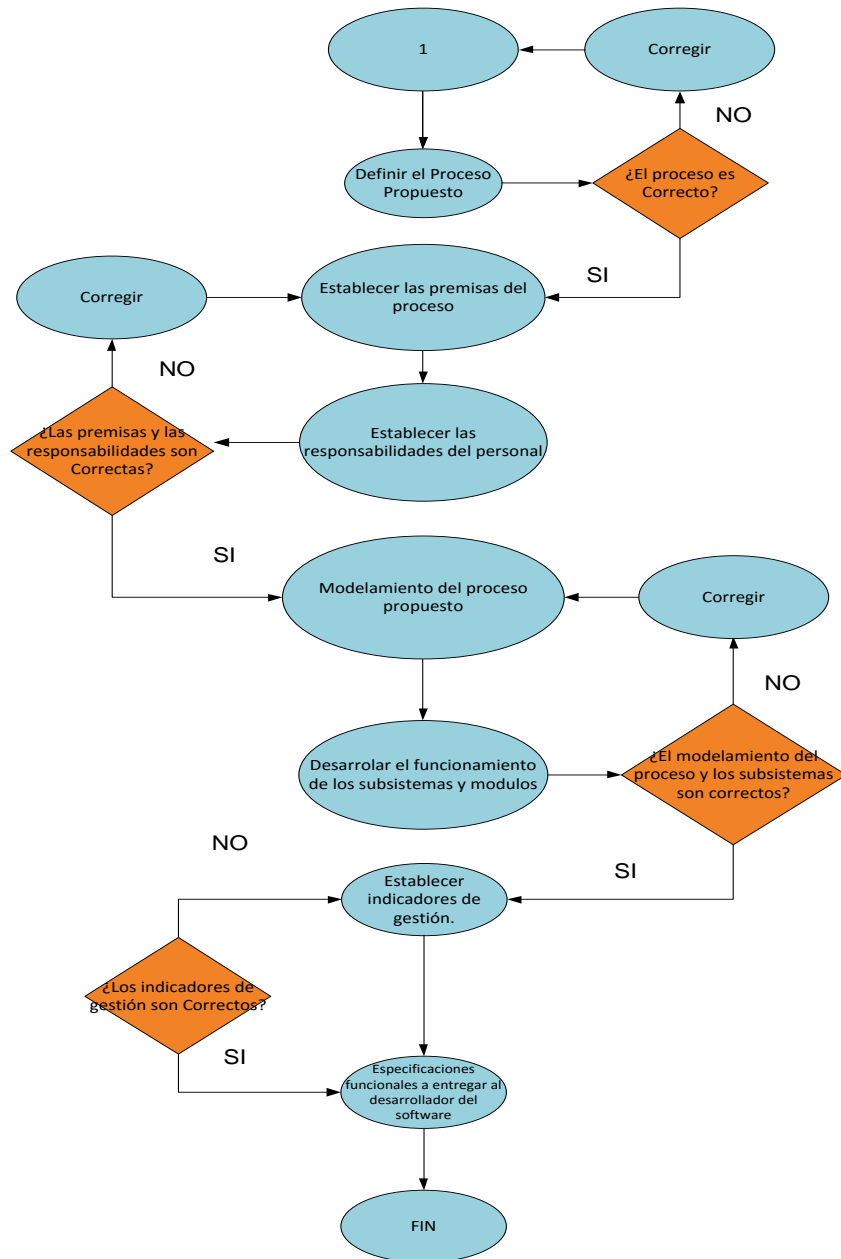 1
Corregir
NO
Definir el Proceso
Propuesto
¿El proceso es
Correcto?
SI
Corregir
Establecer las premisas del
proceso
NO
¿Las premisas y las
responsabilidades son
Correctas?
Establecer las
responsabilidades del personal
SI
Modelamiento del proceso
propuesto
Corregir
NO
Desarrolar el funcionamiento
de los subsistemas y modulos
¿El modelamiento del
proceso y los subsistemas
son correctos?
NO
SI
Establecer
indicadores de
gestión.
¿Los indicadores de
gestión son Correctos?
SI
Especificaciones
funcionales a entregar al
desarrollador del
software
FIN